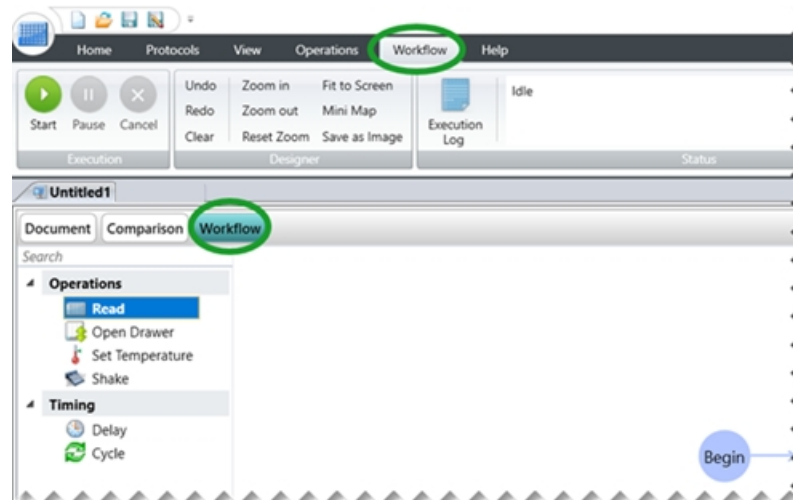 Home Protocols View Operations Workflow Help
Undo Zoom in Fit to Screen Idle
Redo Zoom out Mini Map
Start Pause Cancel Clear Reset Zoom Save as Image Execution Log
Execution Designer Status
Untitled1
Document Comparison Workflow
Search
Operations
Read
Open Drawer
Set Temperature
Shake
Timing
Delay
Cycle
Begin